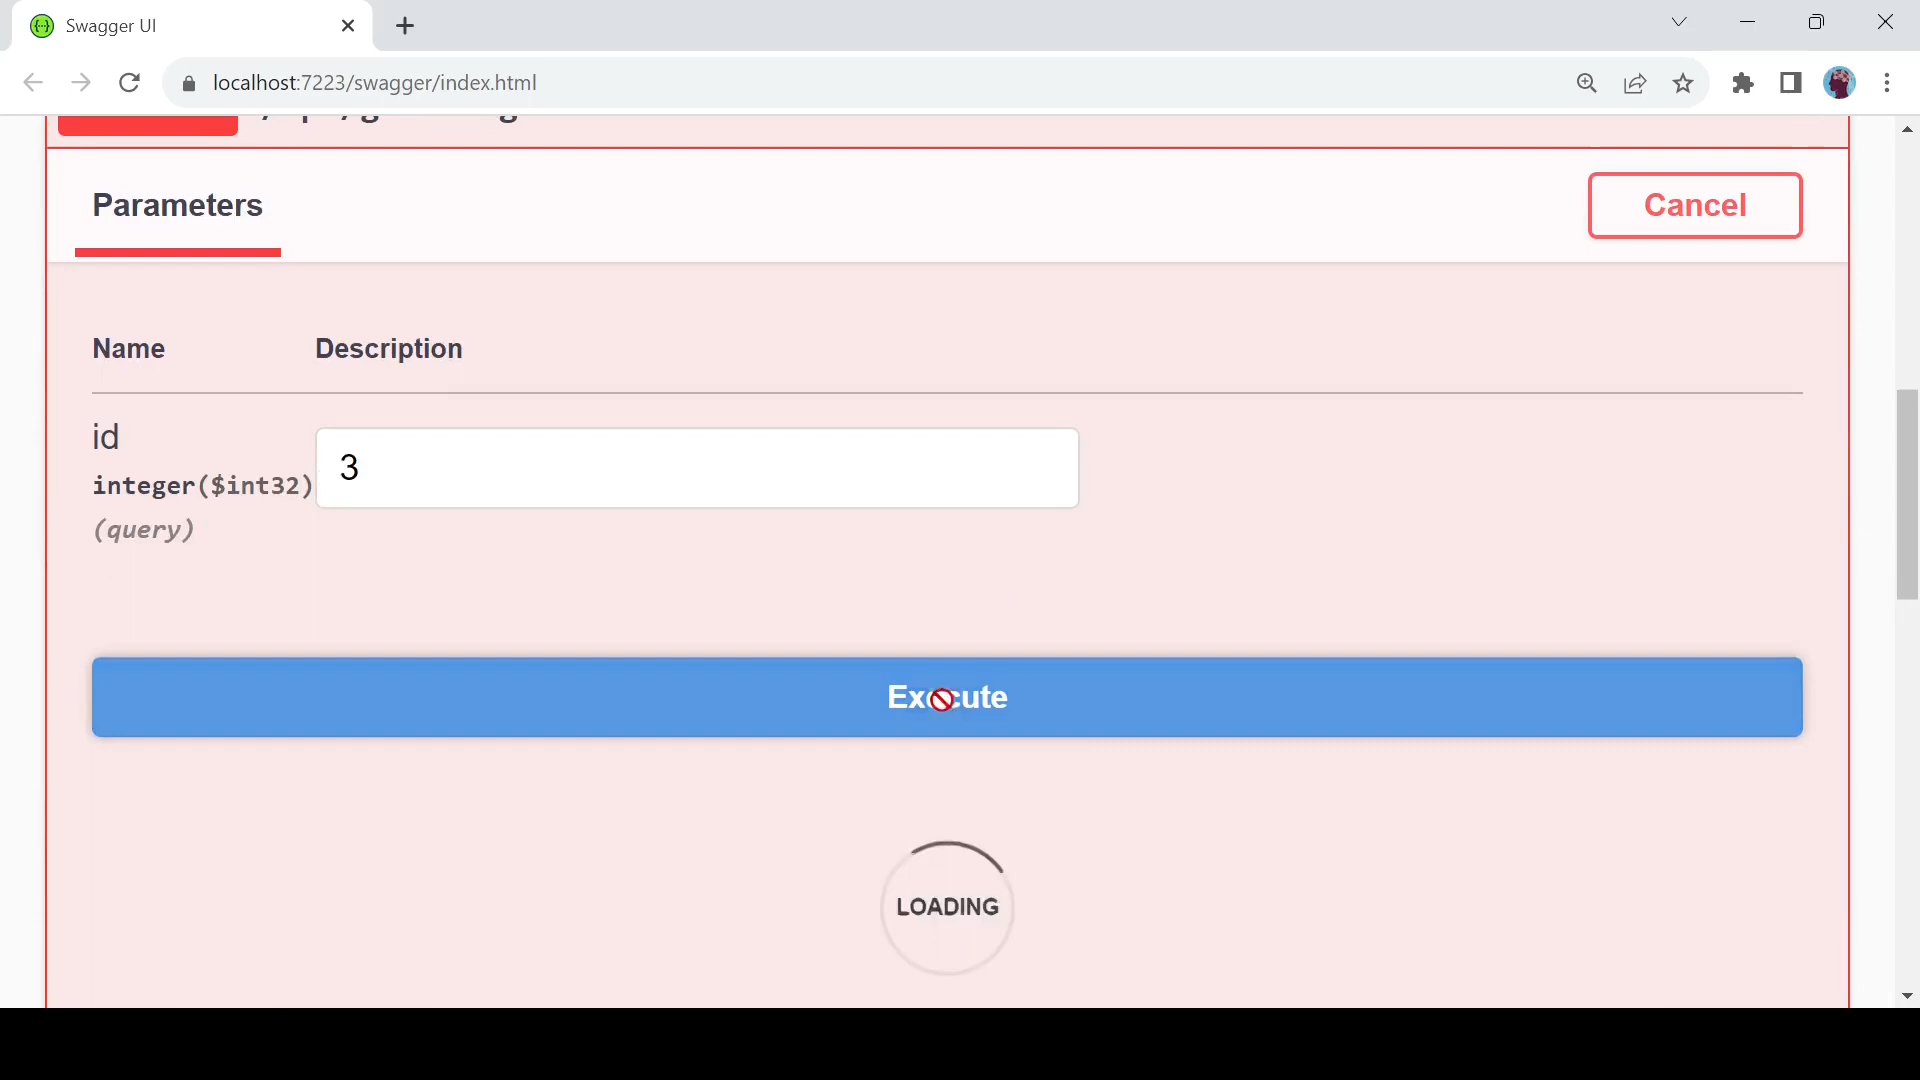 Swagger UI
localhost:7223/swagger/index.html
Parameters
Cancel
Name Description
id
integer($int32)
3
(query)
Execute
LOADING